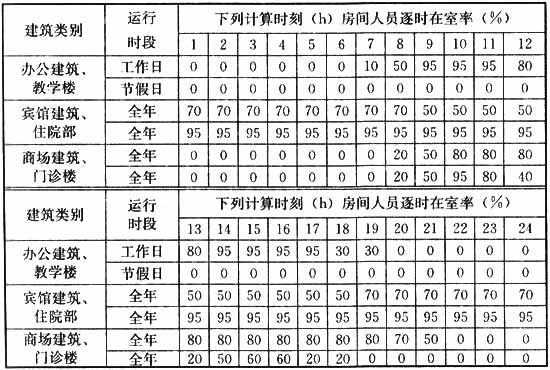 建筑类别 运行时段 下列计算时刻（h）房间人员逐时在室率（%）
1 2 3 4 5 6 7 8 9 10 11 12
办公建筑、教学楼 工作日 0 0 0 0 0 0 10 50 95 95 95 80
节假日 0 0 0 0 0 0 0 0 0 0 0 0
宾馆建筑、住院部 全年 70 70 70 70 70 70 70 70 50 50 50 50
全年 95 95 95 95 95 95 95 95 95 95 95 95
商场建筑、门诊楼 全年 0 0 0 0 0 0 0 20 50 80 80 80
全年 0 0 0 0 0 0 0 20 50 95 80 40
建筑类别 运行时段 下列计算时刻（h）房间人员逐时在室率（%）
13 14 15 16 17 18 19 20 21 22 23 24
办公建筑、教学楼 工作日 80 95 95 95 95 30 30 0 0 0 0 0
节假日 0 0 0 0 0 0 0 0 0 0 0 0
宾馆建筑、住院部 全年 50 50 50 50 50 50 70 70 70 70 70 70
全年 95 95 95 95 95 95 95 95 95 95 95 95
商场建筑、门诊楼 全年 80 80 80 80 80 80 80 70 50 0 0 0
全年 20 50 60 60 20 20 0 0 0 0 0 0